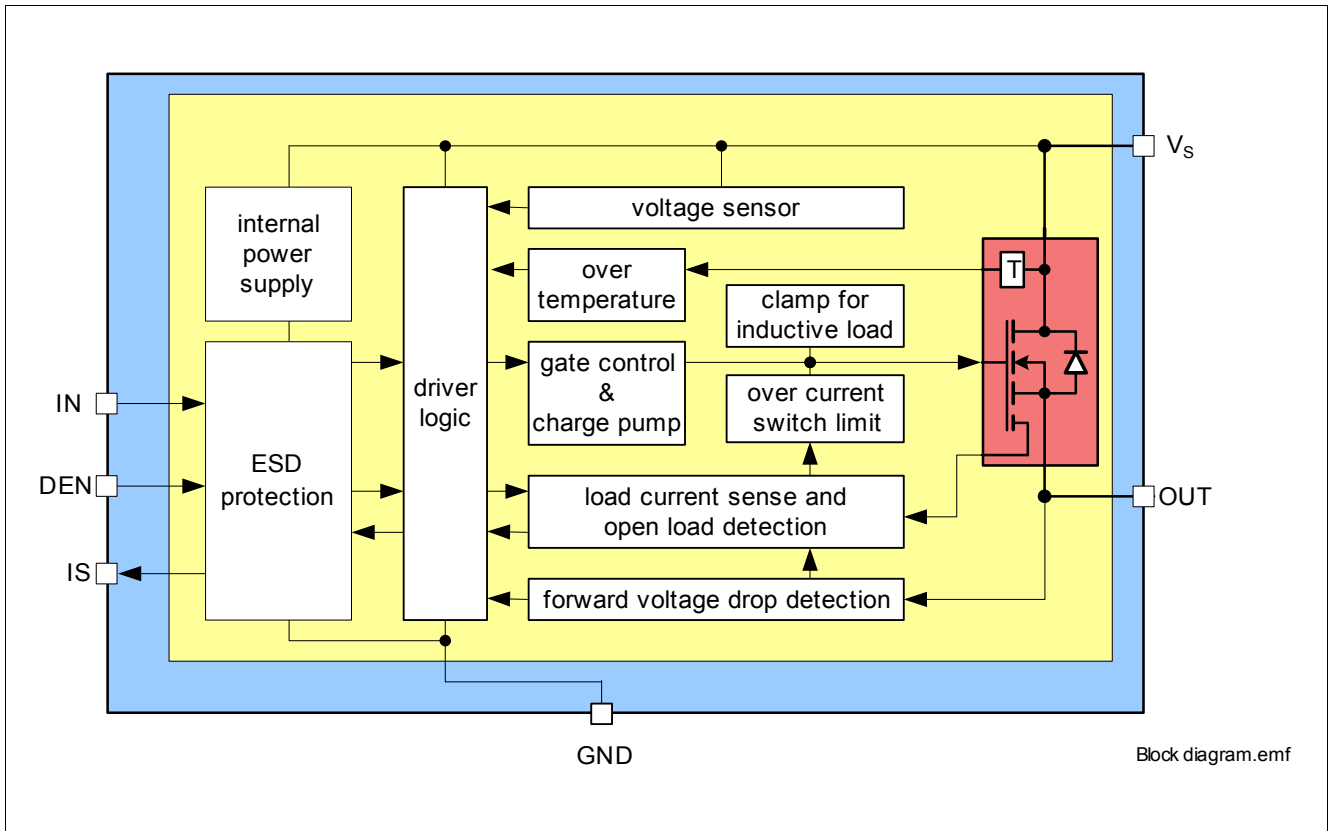 V_S
voltage sensor
internal
power
supply
over
temperature
T
clamp for
inductive load
gate control
&
charge pump
driver
logic
over current
switch limit
IN
DEN
IS
ESD
protection
load current sense and
open load detection
OUT
forward voltage drop detection
GND
Block diagram.emf